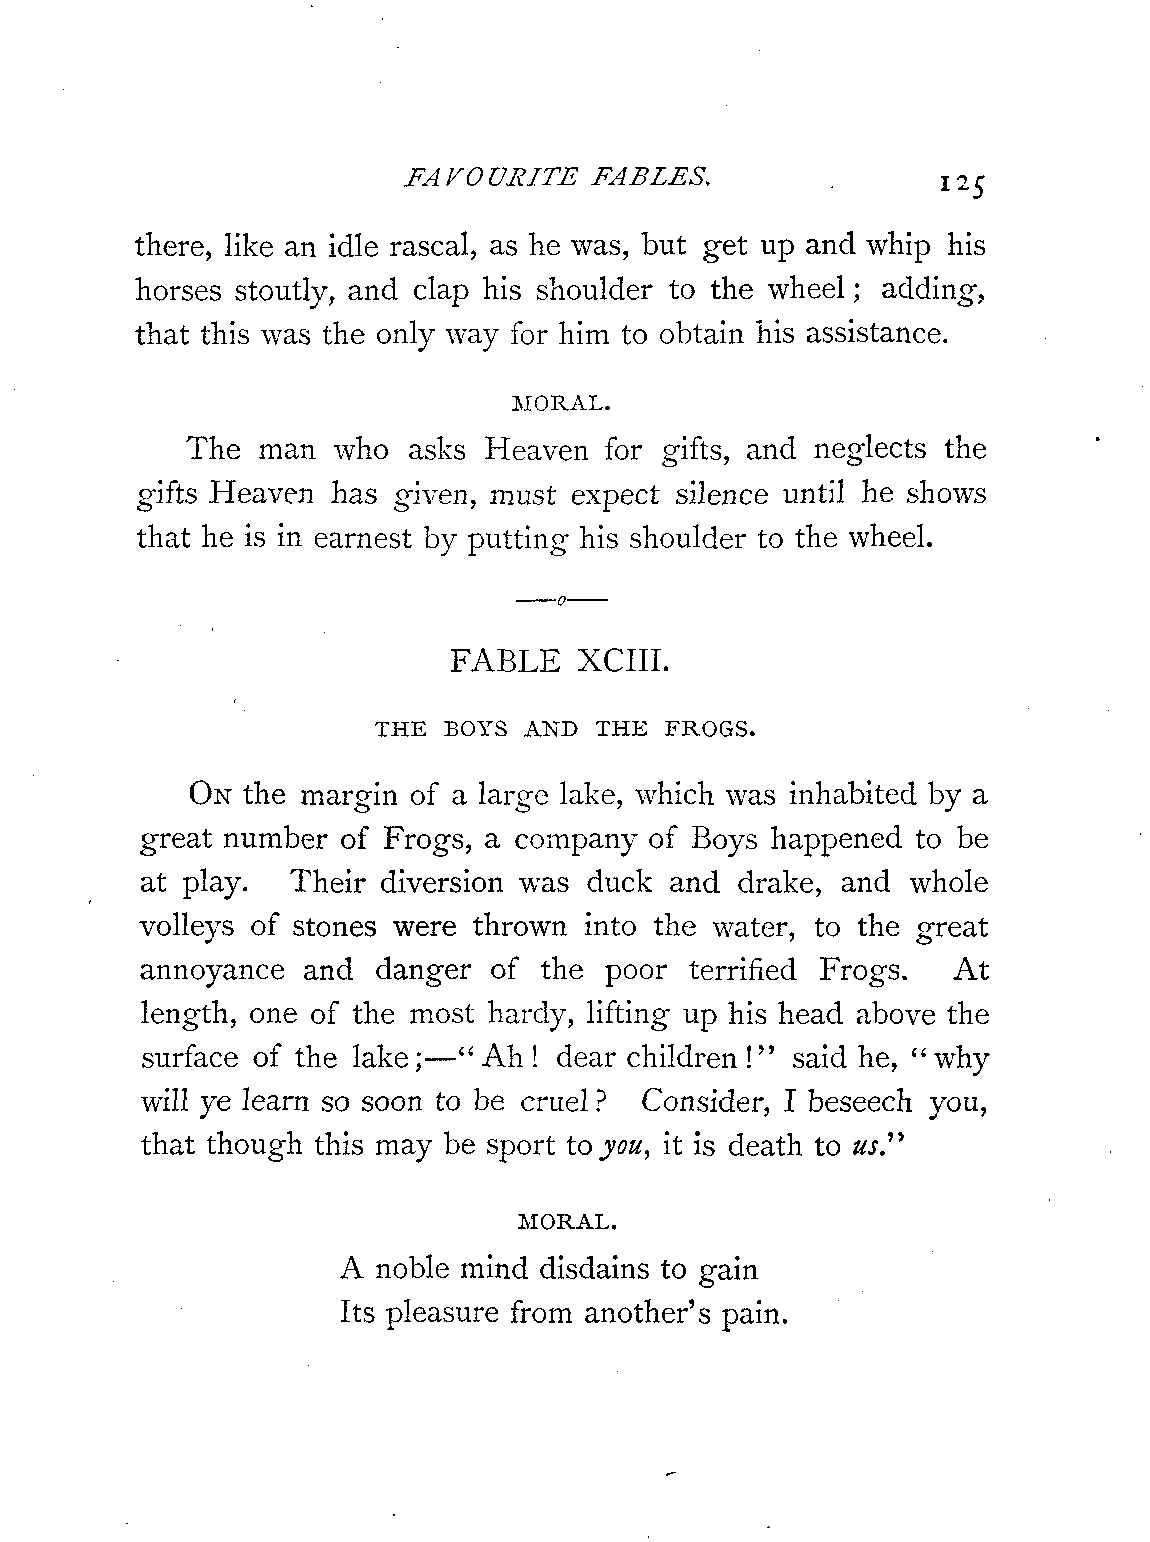 FAVOURITE FABLES. 125
there, like an idle rascal, as he was, but get up and whip his
horses stoutly, and clap his shoulder to the wheel; adding,
that this was the only way for him to obtain his assistance.
MORAL.
The man who asks Heaven for gifts, and neglects the
gifts Heaven has given, must expect silence until he shows
that he is in earnest by putting his shoulder to the wheel.
—o—
FABLE XCIII.
THE BOYS AND THE FROGS.
ON the margin of a large lake, which was inhabited by a
great number of Frogs, a company of Boys happened to be
at play. Their diversion was duck and drake, and whole
volleys of stones were thrown into the water, to the great
annoyance and danger of the poor terrified Frogs. At
length, one of the most hardy, lifting up his head above the
surface of the lake;—“Ah! dear children!” said he, “why
will ye learn so soon to be cruel? Consider, I beseech you,
that though this may be sport to you, it is death to us.”
MORAL.
A noble mind disdains to gain
Its pleasure from another's pain.